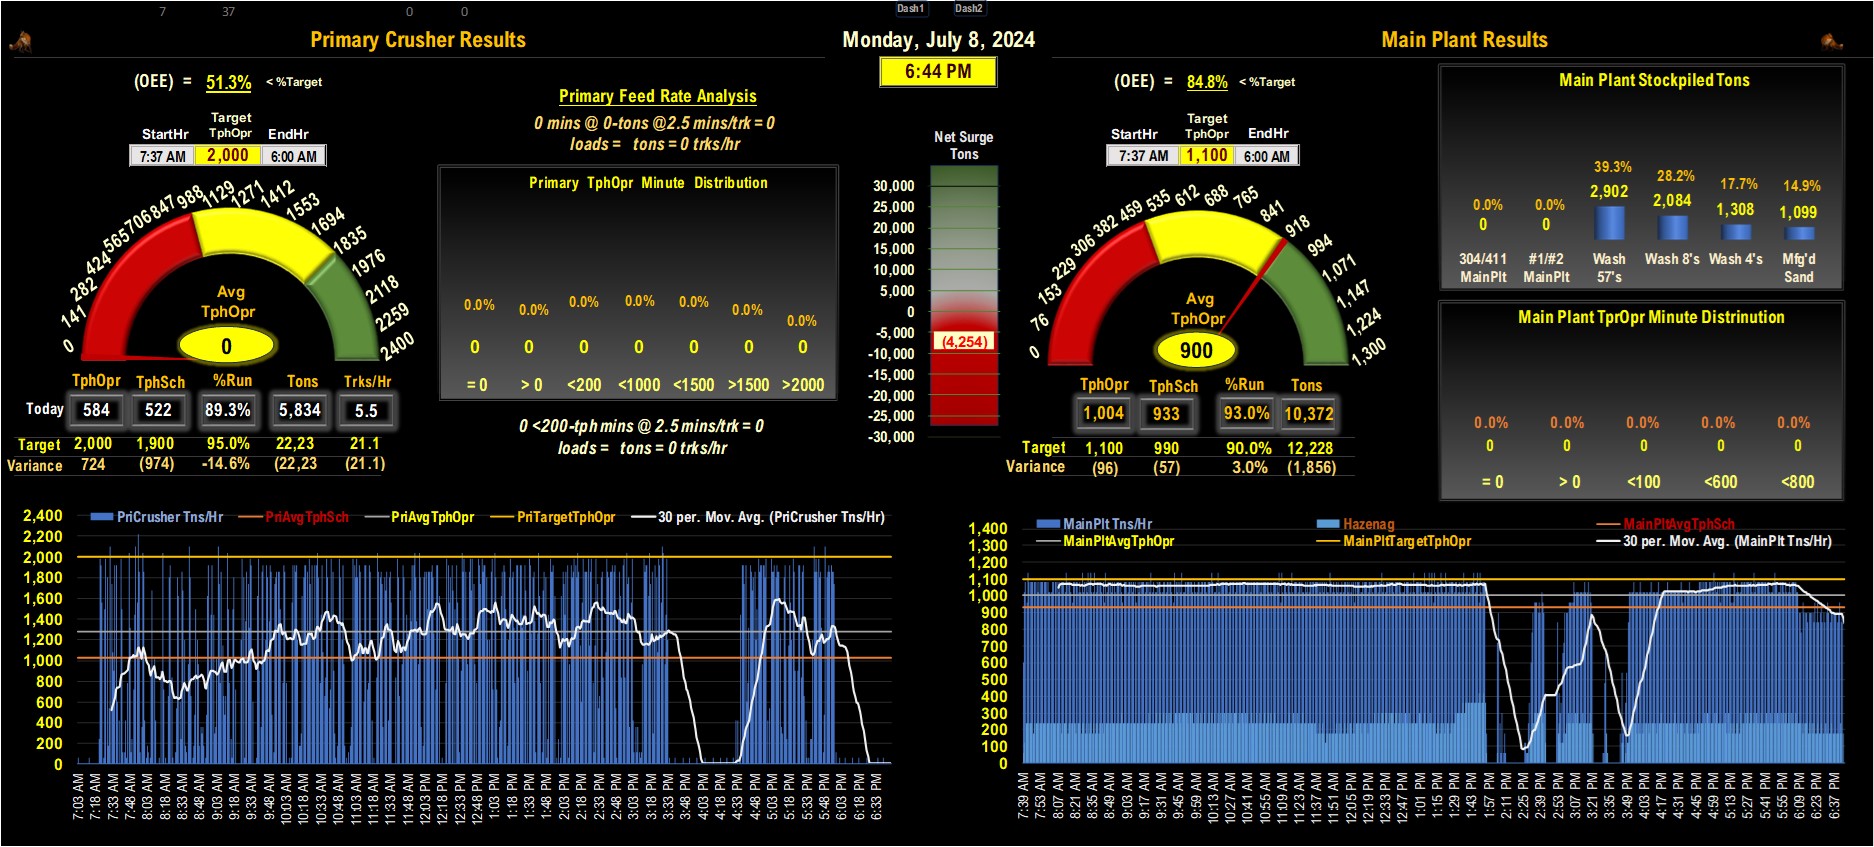 7 37 0 0 Dash1 Dash2
Primary Crusher Results
Monday, July 8, 2024
Main Plant Results
6:44 PM
(OEE) = 51.3% < %Target
StartHr Target TphOpr EndHr
7:37 AM 2,000 6:00 AM
0 141 282 424 565 706 847 988 1129 1271 1412 1553 1694 1835 1976 2118 2259 2400
Avg
TphOpr
0
TphOpr TphSch %Run Tons Trks/Hr
Today 584 522 89.3% 5,834 5.5
Target 2,000 1,900 95.0% 22,23 21.1
Variance 724 (974) -14.6% (22,23 (21.1)
Primary Feed Rate Analysis
0 mins @ 0-tons @2.5 mins/trk = 0
loads = tons = 0 trks/hr
Primary TphOpr Minute Distribution
0.0% 0.0% 0.0% 0.0% 0.0% 0.0% 0.0%
0 0 0 0 0 0 0
= 0 > 0 <200 <1000 <1500 >1500 >2000
0 <200-tph mins @ 2.5 mins/trk = 0
loads = tons = 0 trks/hr
Net Surge
Tons
30,000
25,000
20,000
15,000
10,000
5,000
0
-5,000
(4,254)
-10,000
-15,000
-20,000
-25,000
-30,000
(OEE) = 84.8% < %Target
StartHr Target TphOpr EndHr
7:37 AM 1,100 6:00 AM
0 76 153 229 306 382 459 535 612 688 765 841 918 994 1,071 1,147 1,224 1,300
Avg
TphOpr
900
TphOpr TphSch %Run Tons
1,004 933 93.0% 10,372
Target 1,100 990 90.0% 12,228
Variance (96) (57) 3.0% (1,856)
Main Plant Stockpiled Tons
0.0% 0.0% 39.3% 28.2% 17.7% 14.9%
0 0 2,902 2,084 1,308 1,099
304/411 #1/#2 Wash Wash 8's Wash 4's Mfg'd
MainPlt MainPlt 57's Sand
Main Plant TprOpr Minute Distrinution
0.0% 0.0% 0.0% 0.0% 0.0%
0 0 0 0 0
= 0 > 0 <100 <600 <800
PriCrusher Tns/Hr PriAvgTphSch PriAvgTphOpr PriTargetTphOpr 30 per. Mov. Avg. (PriCrusher Tns/Hr)
2,400
2,200
2,000
1,800
1,600
1,400
1,200
1,000
800
600
400
200
0
7:03 AM 7:18 AM 7:33 AM 7:48 AM 8:03 AM 8:18 AM 8:33 AM 8:48 AM 9:03 AM 9:18 AM 9:33 AM 9:48 AM 10:03 AM 10:18 AM 10:33 AM 10:48 AM 11:03 AM 11:18 AM 11:33 AM 11:48 AM 12:03 PM 12:18 PM 12:33 PM 12:48 PM 1:03 PM 1:18 PM 1:33 PM 1:48 PM 2:03 PM 2:18 PM 2:33 PM 2:48 PM 3:03 PM 3:18 PM 3:33 PM 3:48 PM 4:03 PM 4:18 PM 4:33 PM 4:48 PM 5:03 PM 5:18 PM 5:33 PM 5:48 PM 6:03 PM 6:18 PM 6:33 PM
MainPlt Tns/Hr Hazenag MainPltAvgTphSch
MainPltAvgTphOpr MainPltTargetTphOpr 30 per. Mov. Avg. (MainPlt Tns/Hr)
1,400
1,300
1,200
1,100
1,000
900
800
700
600
500
400
300
200
100
0
7:39 AM 7:53 AM 8:07 AM 8:21 AM 8:35 AM 8:49 AM 9:03 AM 9:17 AM 9:31 AM 9:45 AM 9:59 AM 10:13 AM 10:27 AM 10:41 AM 10:55 AM 11:09 AM 11:23 AM 11:37 AM 11:51 AM 12:05 PM 12:19 PM 12:33 PM 12:47 PM 1:01 PM 1:15 PM 1:29 PM 1:43 PM 1:57 PM 2:11 PM 2:25 PM 2:39 PM 2:53 PM 3:07 PM 3:21 PM 3:35 PM 3:49 PM 4:17 PM 4:31 PM 4:45 PM 4:59 PM 5:13 PM 5:27 PM 5:41 PM 5:55 PM 6:09 PM 6:23 PM 6:37 PM